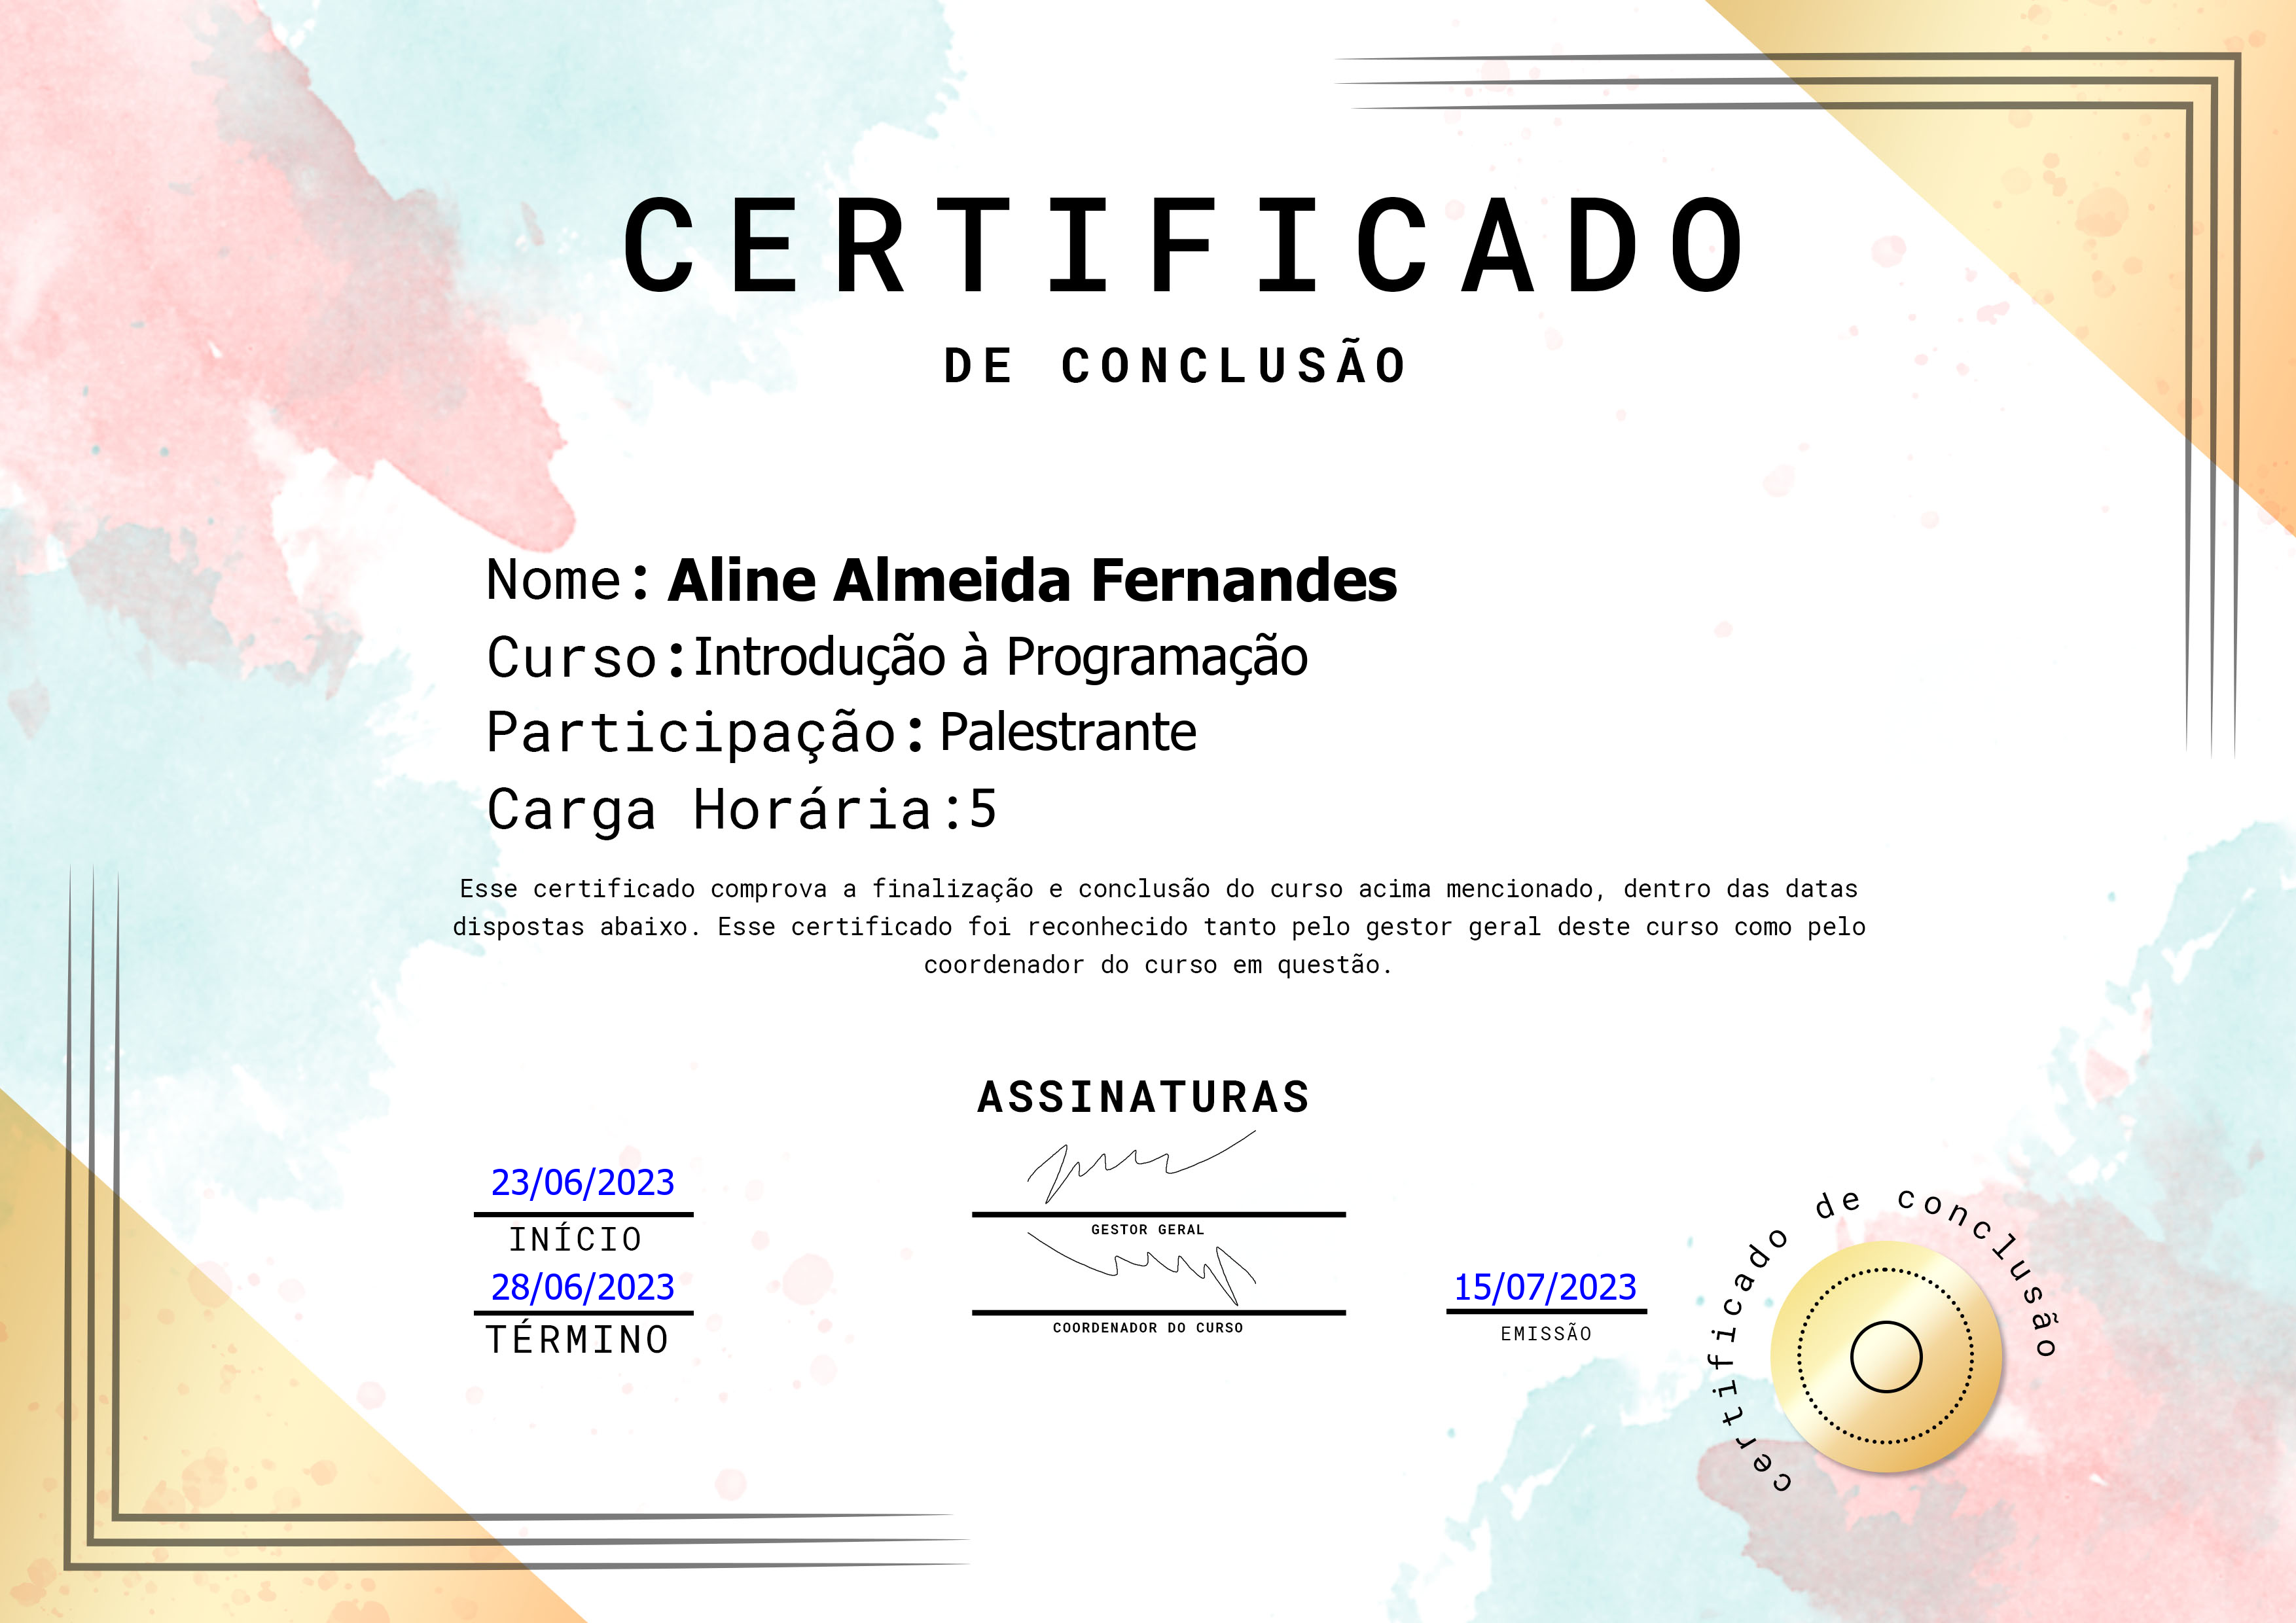 CERTIFICADO
DE CONCLUSÃO
Nome: Aline Almeida Fernandes
Curso:Introdução à Programação
Participação: Palestrante
Carga Horária:5
Esse certificado comprova a finalização e conclusão do curso acima mencionado, dentro das datas
dispostas abaixo. Esse certificado foi reconhecido tanto pelo gestor geral deste curso como pelo
coordenador do curso em questão.
ASSINATURAS
23/06/2023
INÍCIO
28/06/2023
TÉRMINO
GESTOR GERAL
COORDENADOR DO CURSO
15/07/2023
EMISSÃO
certificado de conclusão